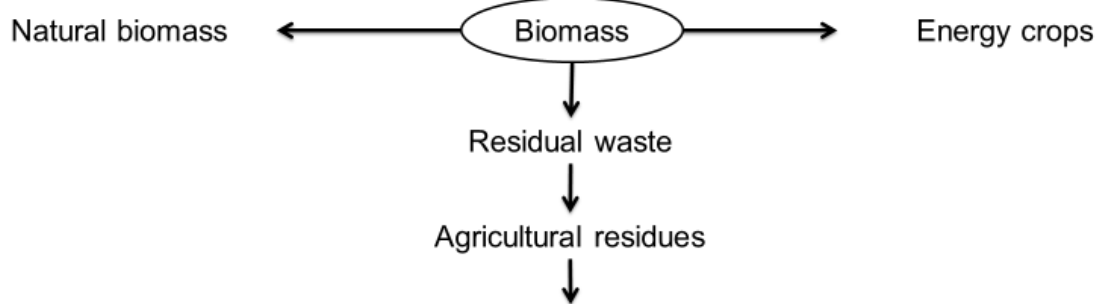 Natural biomass
Biomass
Energy crops
Residual waste
Agricultural residues